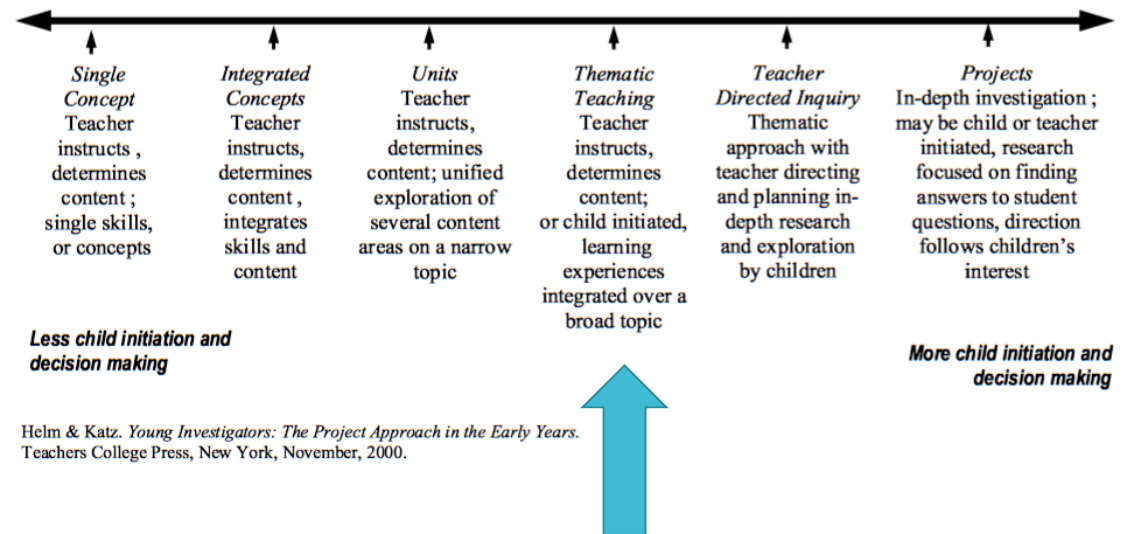 Single
Concept
Teacher
instructs ,
determines
content ;
single skills,
or concepts
Integrated
Concepts
Teacher
instructs,
determines
content ,
integrates
skills and
content
Units
Teacher
instructs,
determines
content; unified
exploration of
several content
areas on a narrow
topic
Thematic
Teaching
Teacher
instructs,
determines
content;
or child initiated,
learning
experiences
integrated over a
broad topic
Teacher
Directed Inquiry
Thematic
approach with
teacher directing
and planning in-
depth research
and exploration
by children
Projects
In-depth investigation ;
may be child or teacher
initiated, research
focused on finding
answers to student
questions, direction
follows children's
interest
Less child initiation and
decision making
More child initiation and
decision making
Helm & Katz. Young Investigators: The Project Approach in the Early Years.
Teachers College Press, New York, November, 2000.